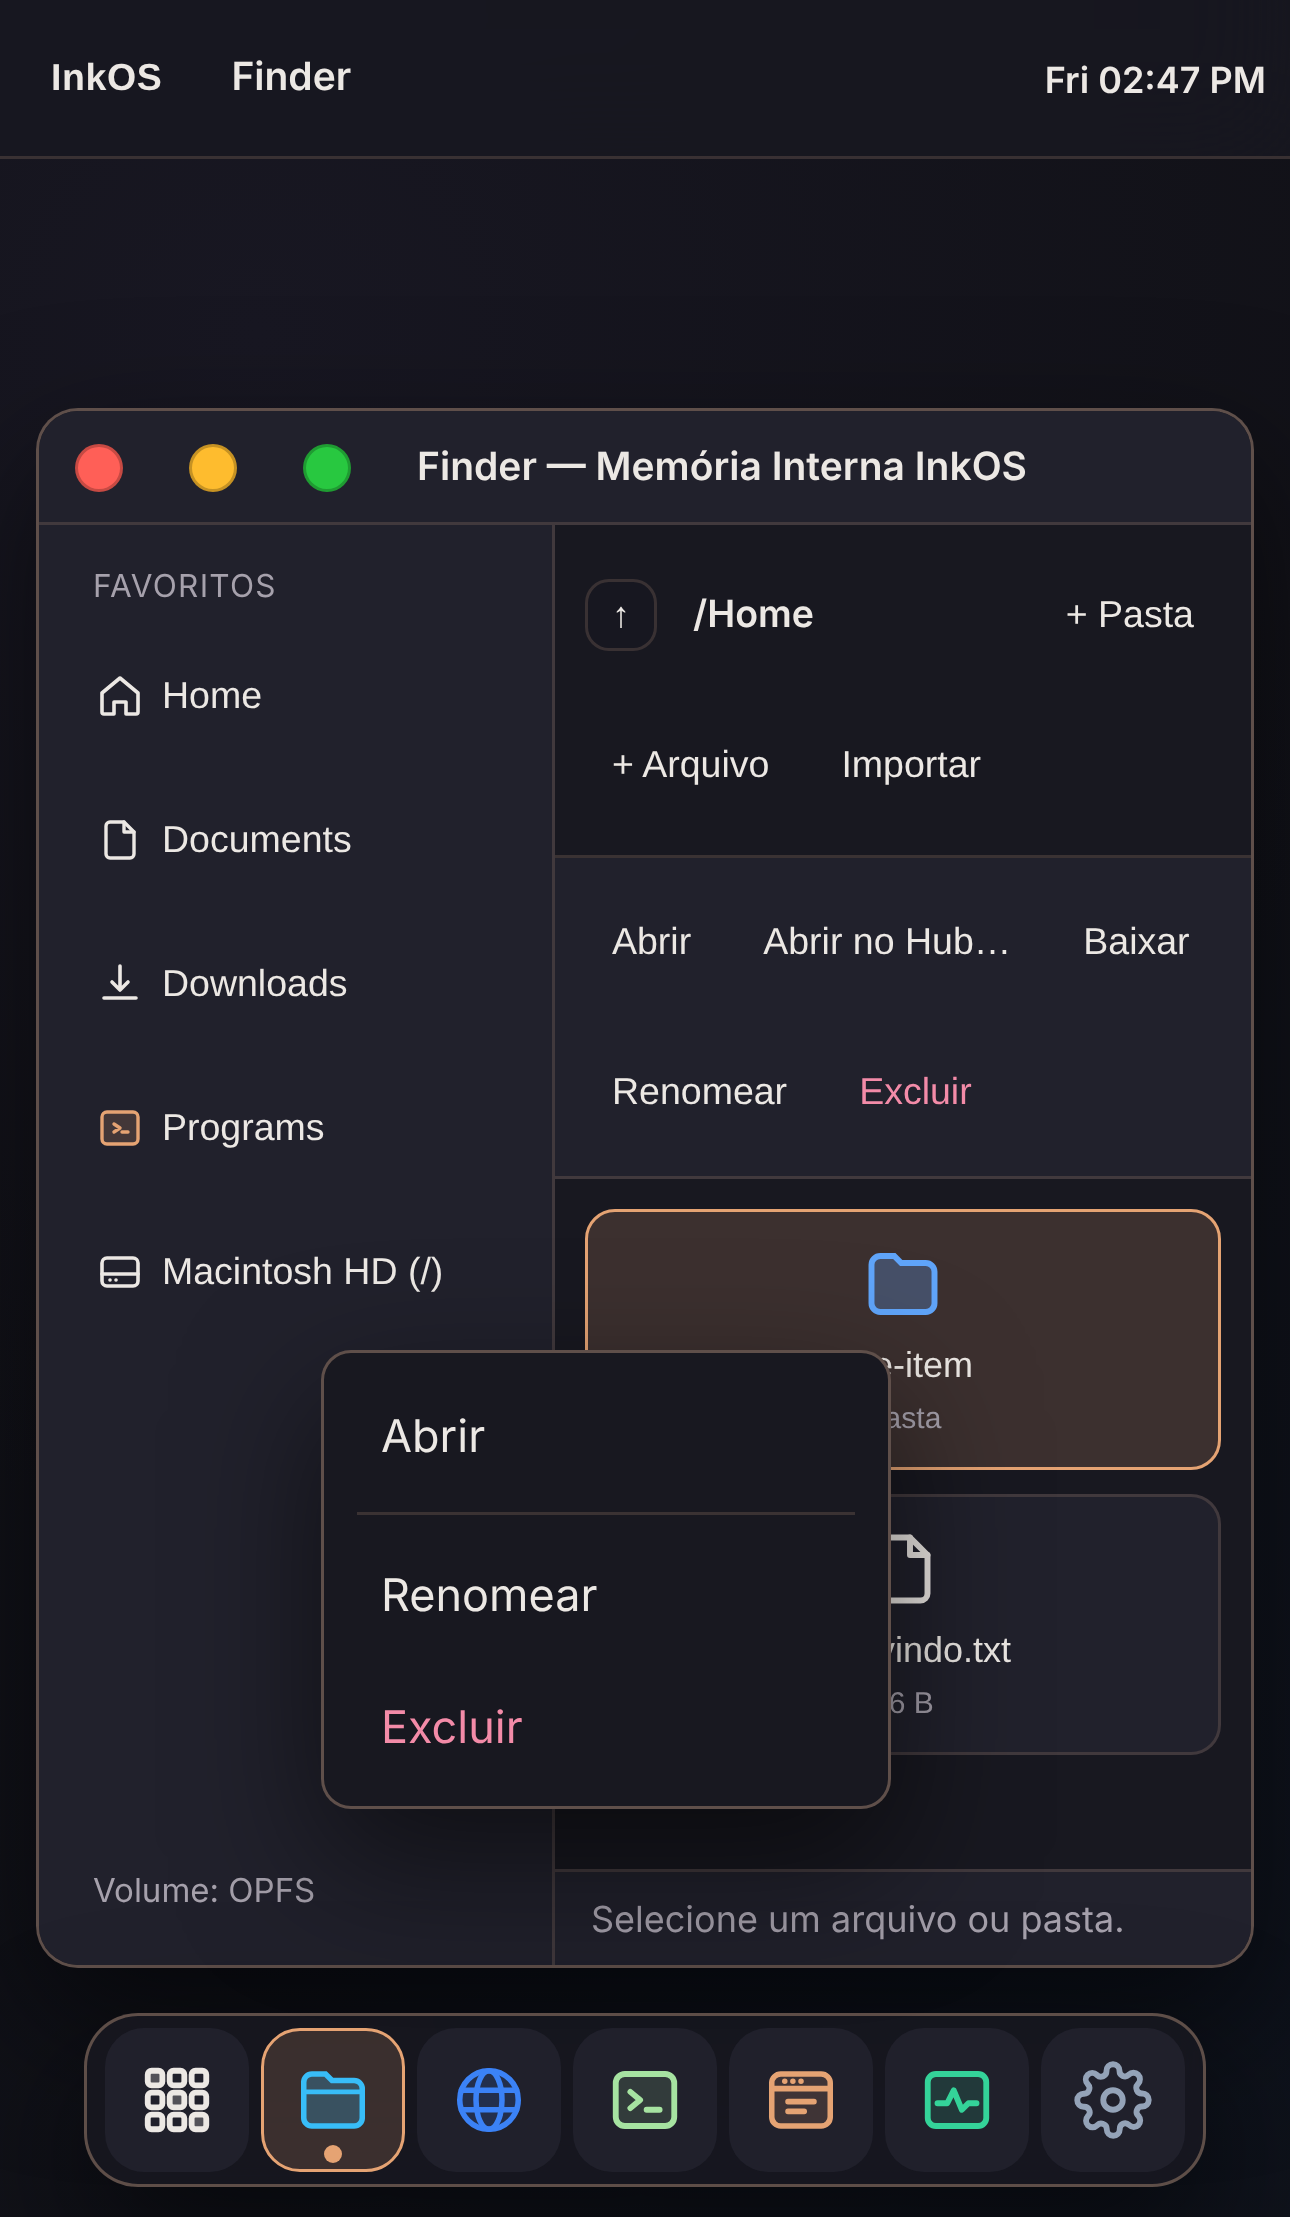 InkOS Finder Fri 02:47 PM
Finder — Memória Interna InkOS
FAVORITOS
Home
Documents
Downloads
Programs
Macintosh HD (/)
Volume: OPFS
↑ /Home + Pasta
+ Arquivo Importar
Abrir Abrir no Hub… Baixar
Renomear Excluir
e-item
asta
vindo.txt
6 B
Abrir
Renomear
Excluir
Selecione um arquivo ou pasta.